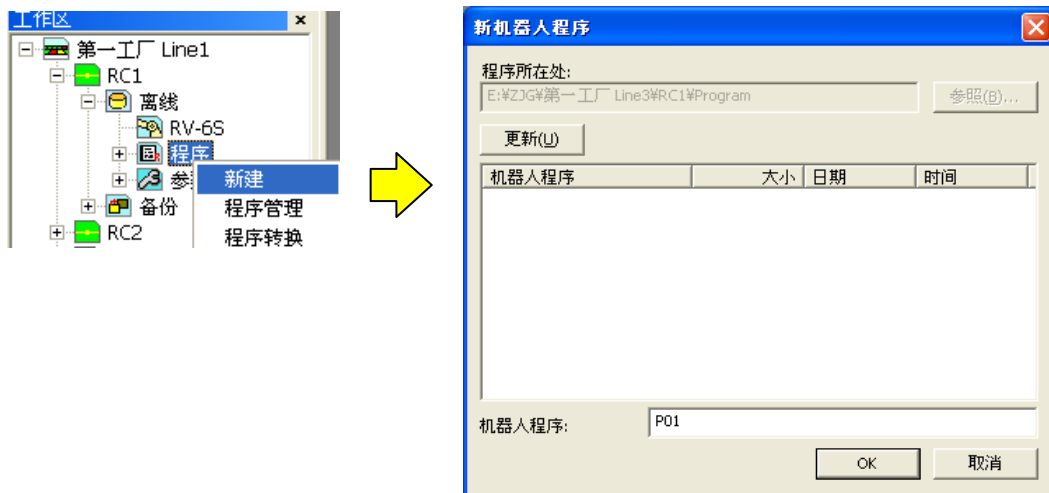 工作区
第一工厂 Line1
RC1
离线
RV-6S
程序
新建
程序管理
备份
程序转换
RC2
新机器人程序
程序所在处:
E:¥ZJG¥第一工厂 Line3¥RC1¥Program
参照(B)...
更新(U)
机器人程序 大小 日期 时间
机器人程序: P01
OK 取消